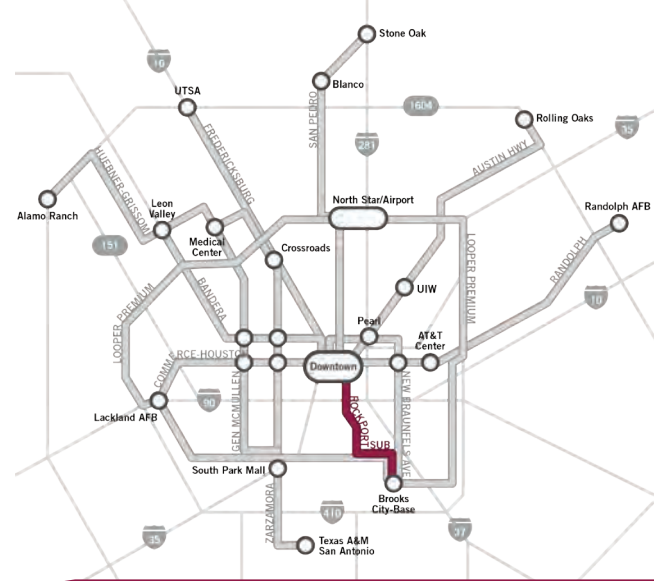 Stone Oak
10
Blanco
UTSA
1604
SAN PEDRO
Rolling Oaks
35
FREDERICKSBURG
281
AUSTIN HWY
HUEBNER-GRISSOM
Leon
Valley
North Star/Airport
Randolph AFB
Alamo Ranch
Medical
Center
151
Crossroads
LOOPER PREMIUM
RANDOLPH
UIW
BANDERA
10
LOOPER PREMIUM
Pearl
AT&T
Center
COMME
RCE-HOUSTON
Downtown
GEN MCMULLEN
NEW BRAUNFELS AVE
90
Lackland AFB
ROCKPORT
SUB
South Park Mall
Brooks
City-Base
ZARZAMORA
410
35
37
Texas A&M
San Antonio